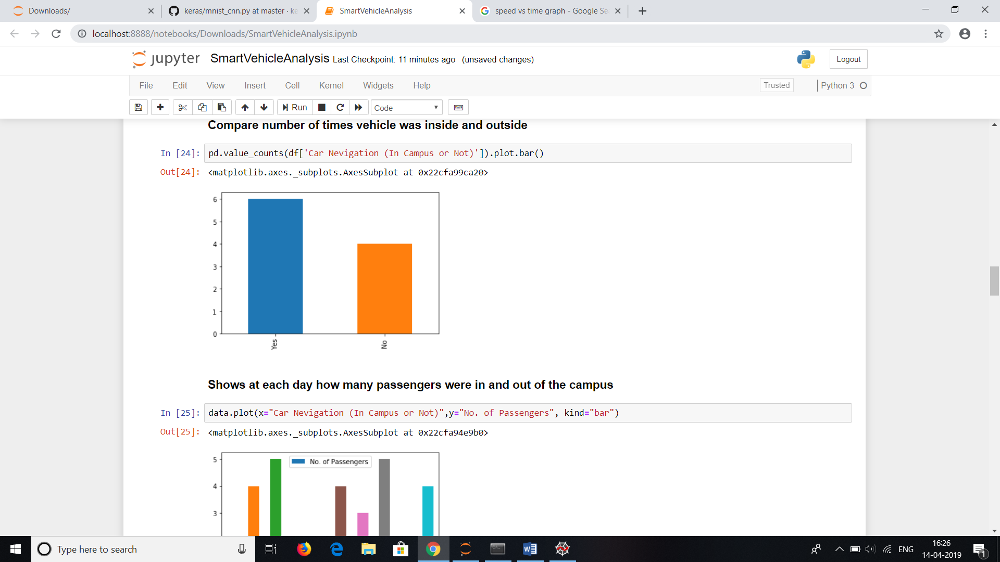 Downloads/
keras/mnist_cnn.py at master · ke
SmartVehicleAnalysis
speed vs time graph - Google Se
localhost:8888/notebooks/Downloads/SmartVehicleAnalysis.ipynb
jupyter SmartVehicleAnalysis Last Checkpoint: 11 minutes ago (unsaved changes)
Logout
File Edit View Insert Cell Kernel Widgets Help
Trusted
Python 3
Run
Code
Compare number of times vehicle was inside and outside
In [24]: pd.value_counts(df['Car Nevigation (In Campus or Not)']).plot.bar()
Out[24]: <matplotlib.axes._subplots.AxesSubplot at 0x22cfa99ca20>
6
5
4
3
2
1
0
Yes
No
Shows at each day how many passengers were in and out of the campus
In [25]: data.plot(x="Car Nevigation (In Campus or Not)",y="No. of Passengers", kind="bar")
Out[25]: <matplotlib.axes._subplots.AxesSubplot at 0x22cfa94e9b0>
5
No. of Passengers
4
3
Type here to search
ENG
16:26
14-04-2019
1